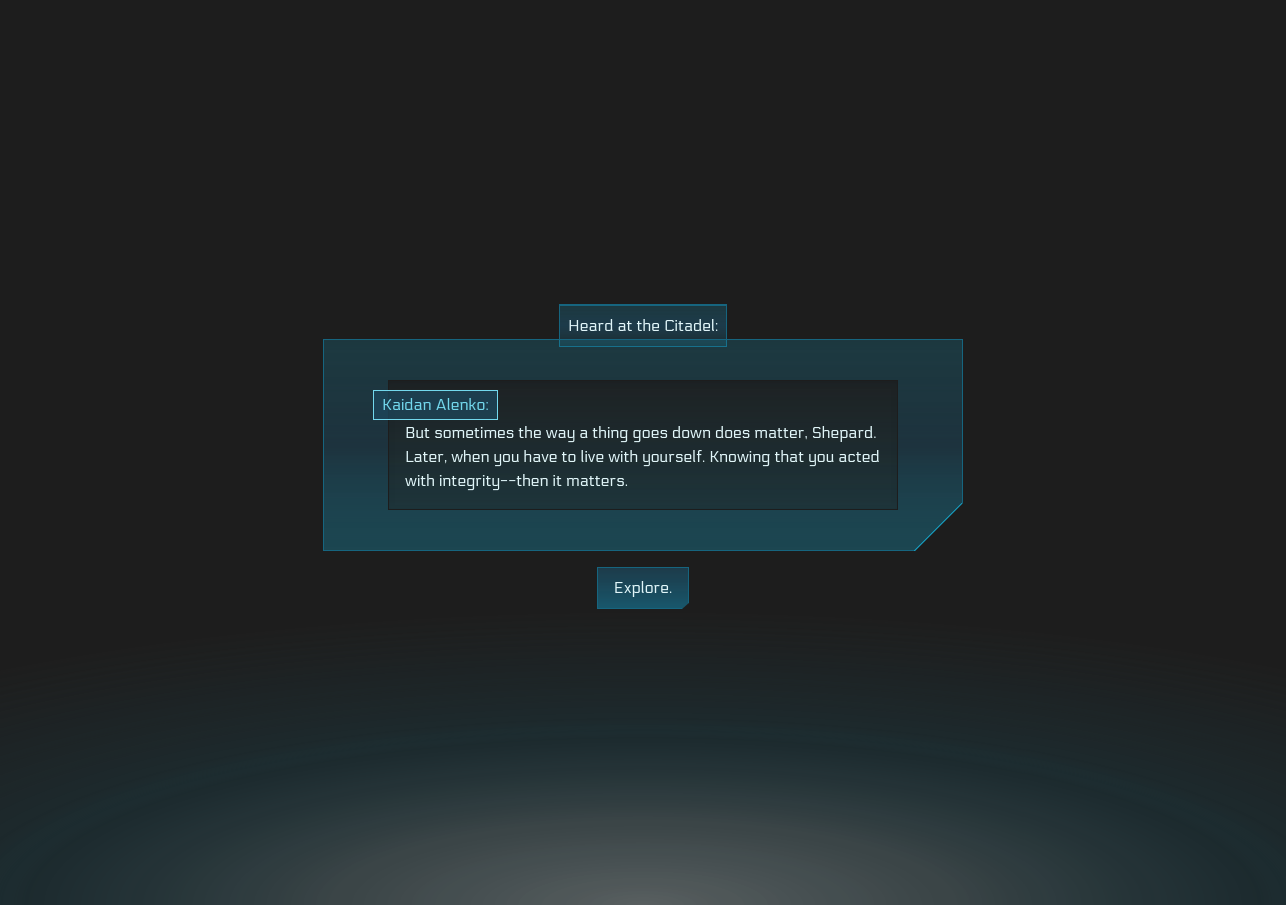 Heard at the Citadel:
Kaidan Alenko:
But sometimes the way a thing goes down does matter, Shepard.
Later, when you have to live with yourself. Knowing that you acted
with integrity--then it matters.
Explore.